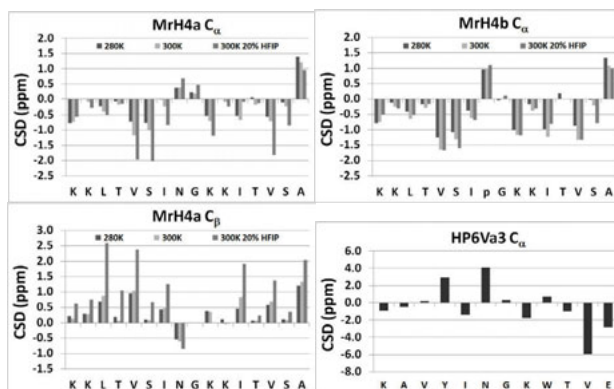 MrH4a Cα
280K 300K 300K 20% HFIP
CSD (ppm)
2.0
1.5
1.0
0.5
0.0
-0.5
-1.0
-1.5
-2.0
-2.5
K K L T V S I N G K K I T V S A
MrH4b Cα
280K 300K 300K 20% HFIP
CSD (ppm)
2.0
1.5
1.0
0.5
0.0
-0.5
-1.0
-1.5
-2.0
-2.5
K K L T V S I p G K K I T V S A
MrH4a Cβ
280K 300K 300K 20% HFIP
CSD (ppm)
3.0
2.5
2.0
1.5
1.0
0.5
0.0
-0.5
-1.0
-1.5
K K L T V S I N G K K I T V S A
HP6Va3 Cα
CSD (ppm)
6.0
4.0
2.0
0.0
-2.0
-4.0
-6.0
-8.0
K A V Y I N G K W T V E